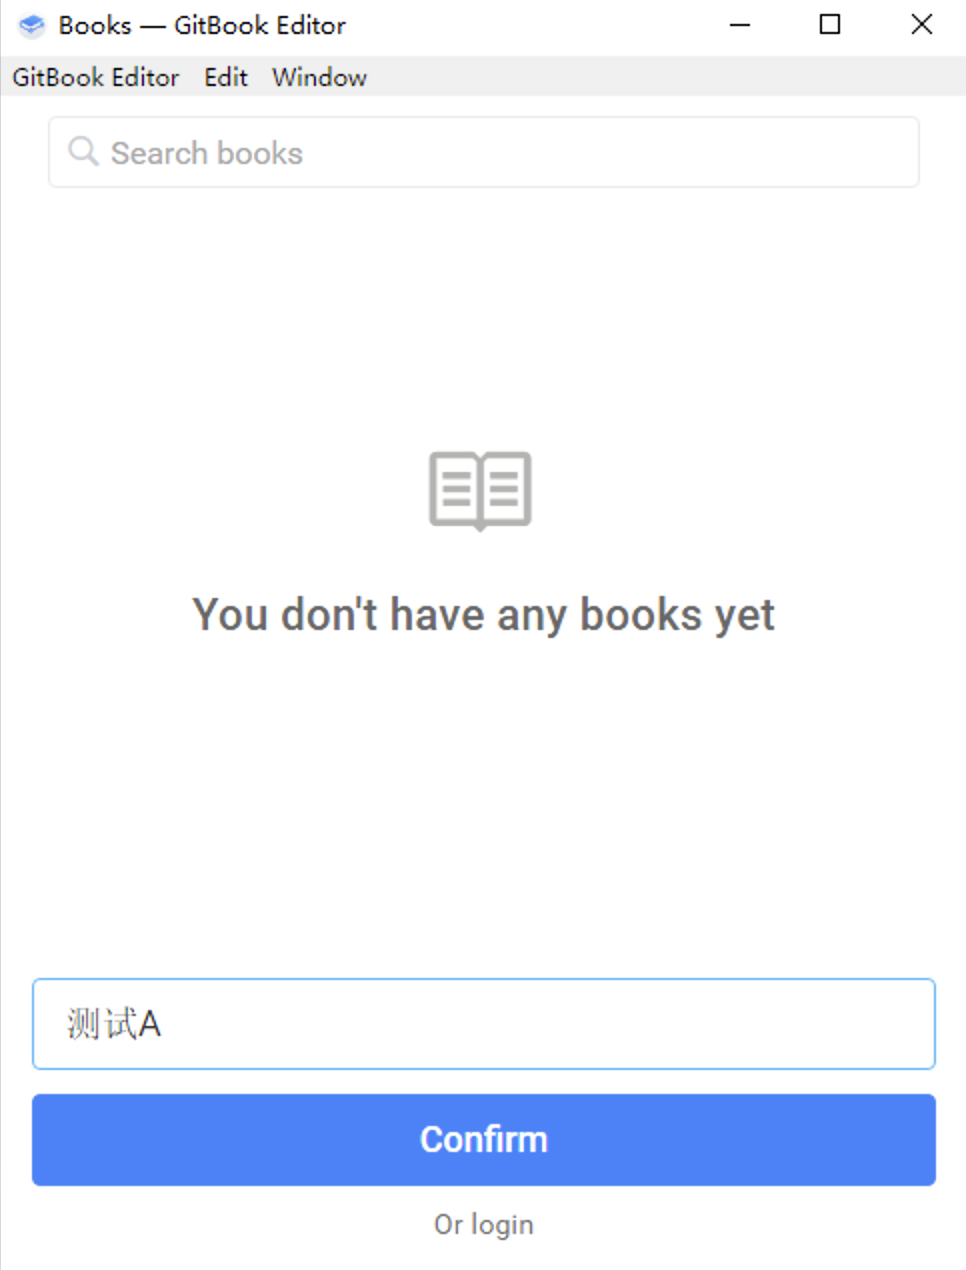 Books — GitBook Editor
GitBook Editor Edit Window
Search books
You don't have any books yet
测试A
Confirm
Or login